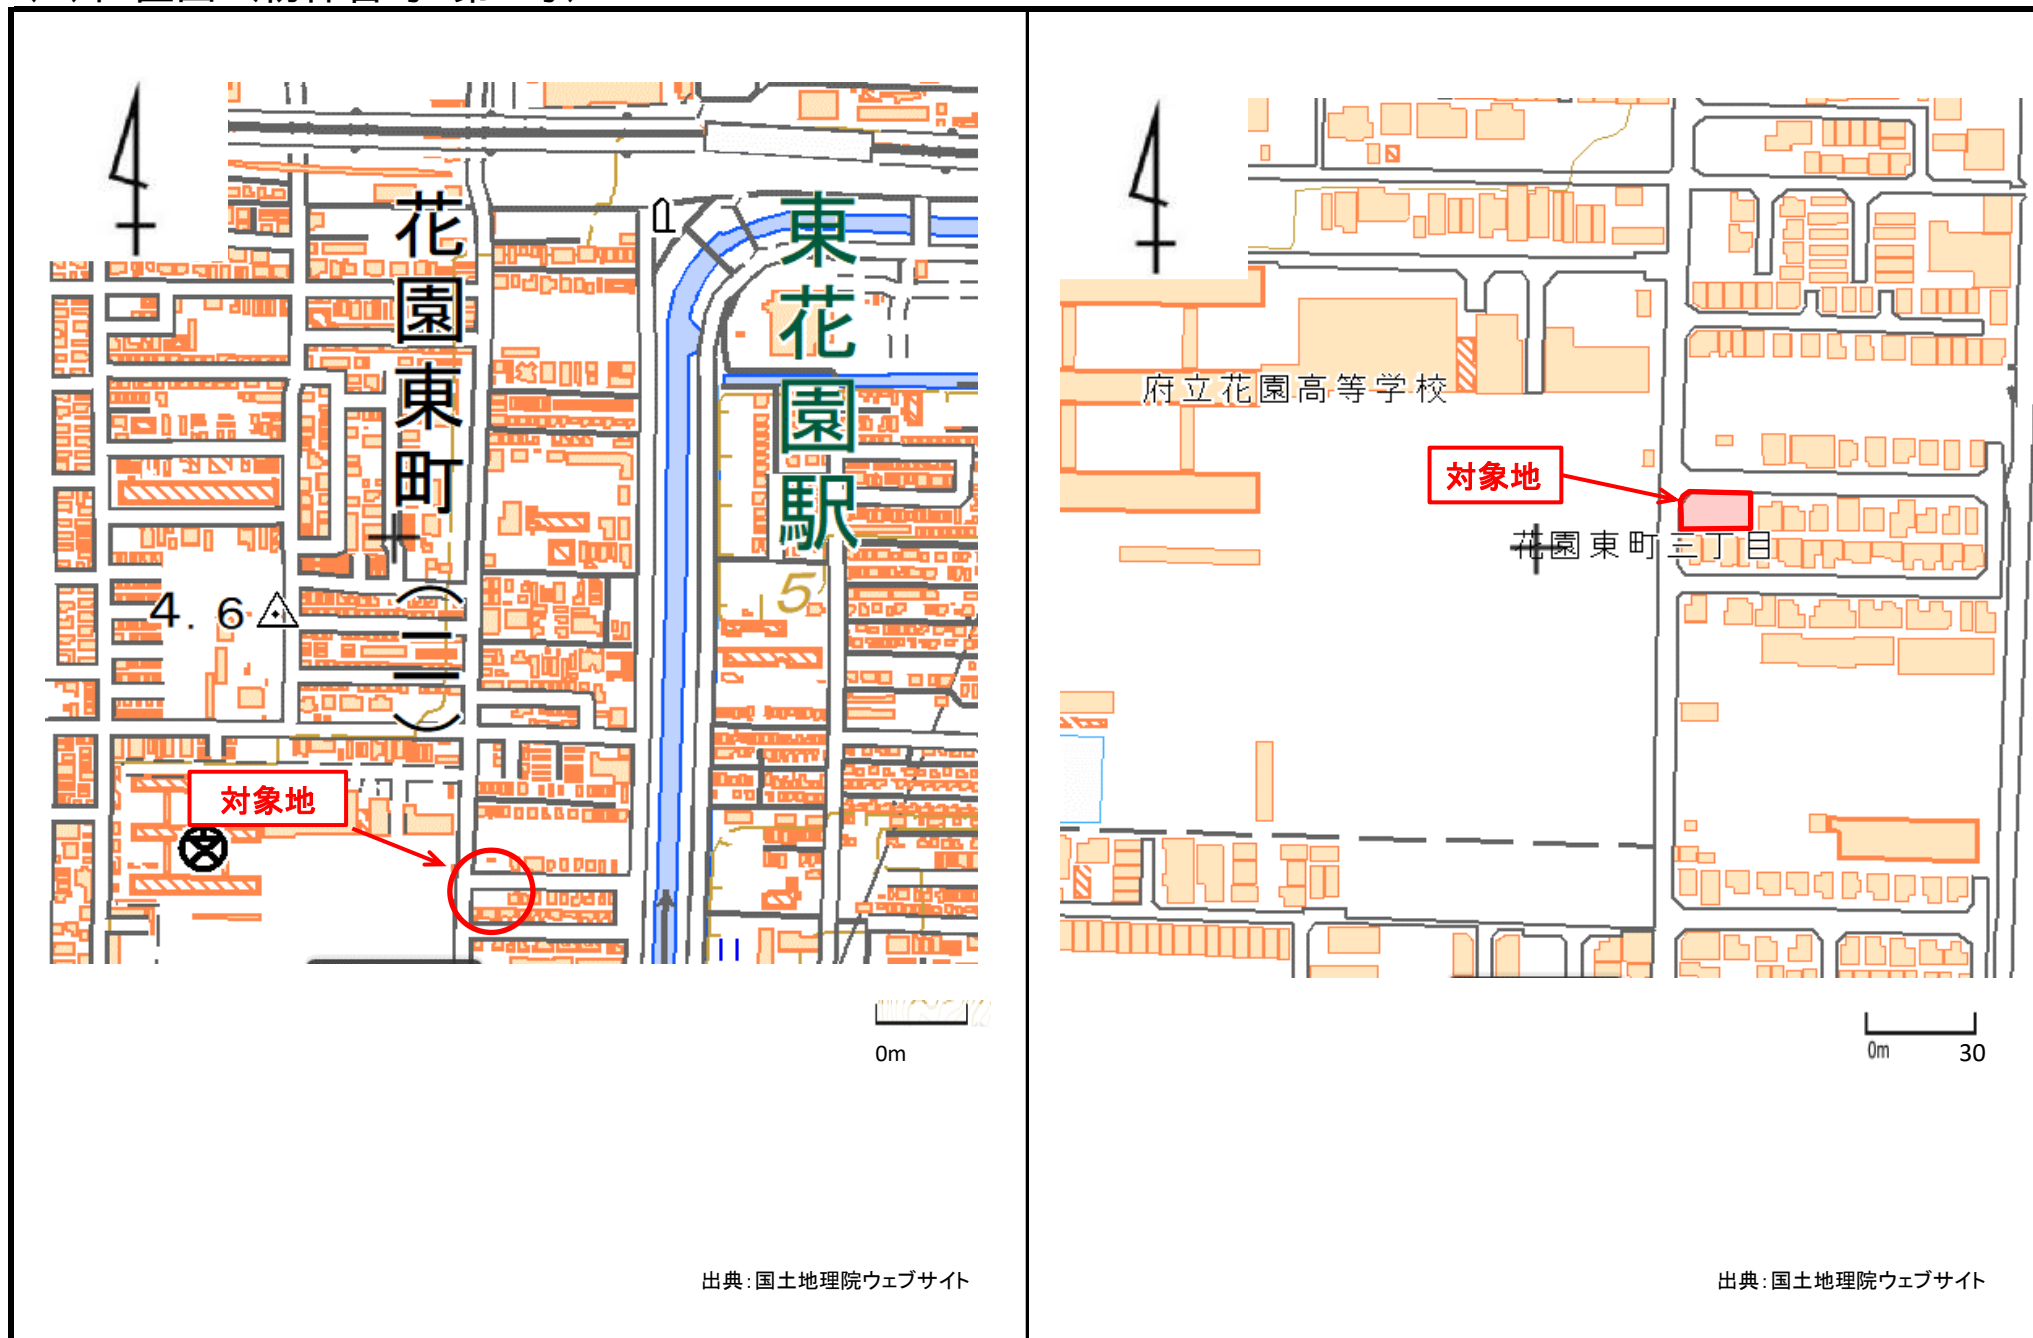 花園東町(三)
東花園駅
4.6
5
対象地
0m
出典:国土地理院ウェブサイト
府立花園高等学校
対象地
花園東町三丁目
0m 30
出典:国土地理院ウェブサイト